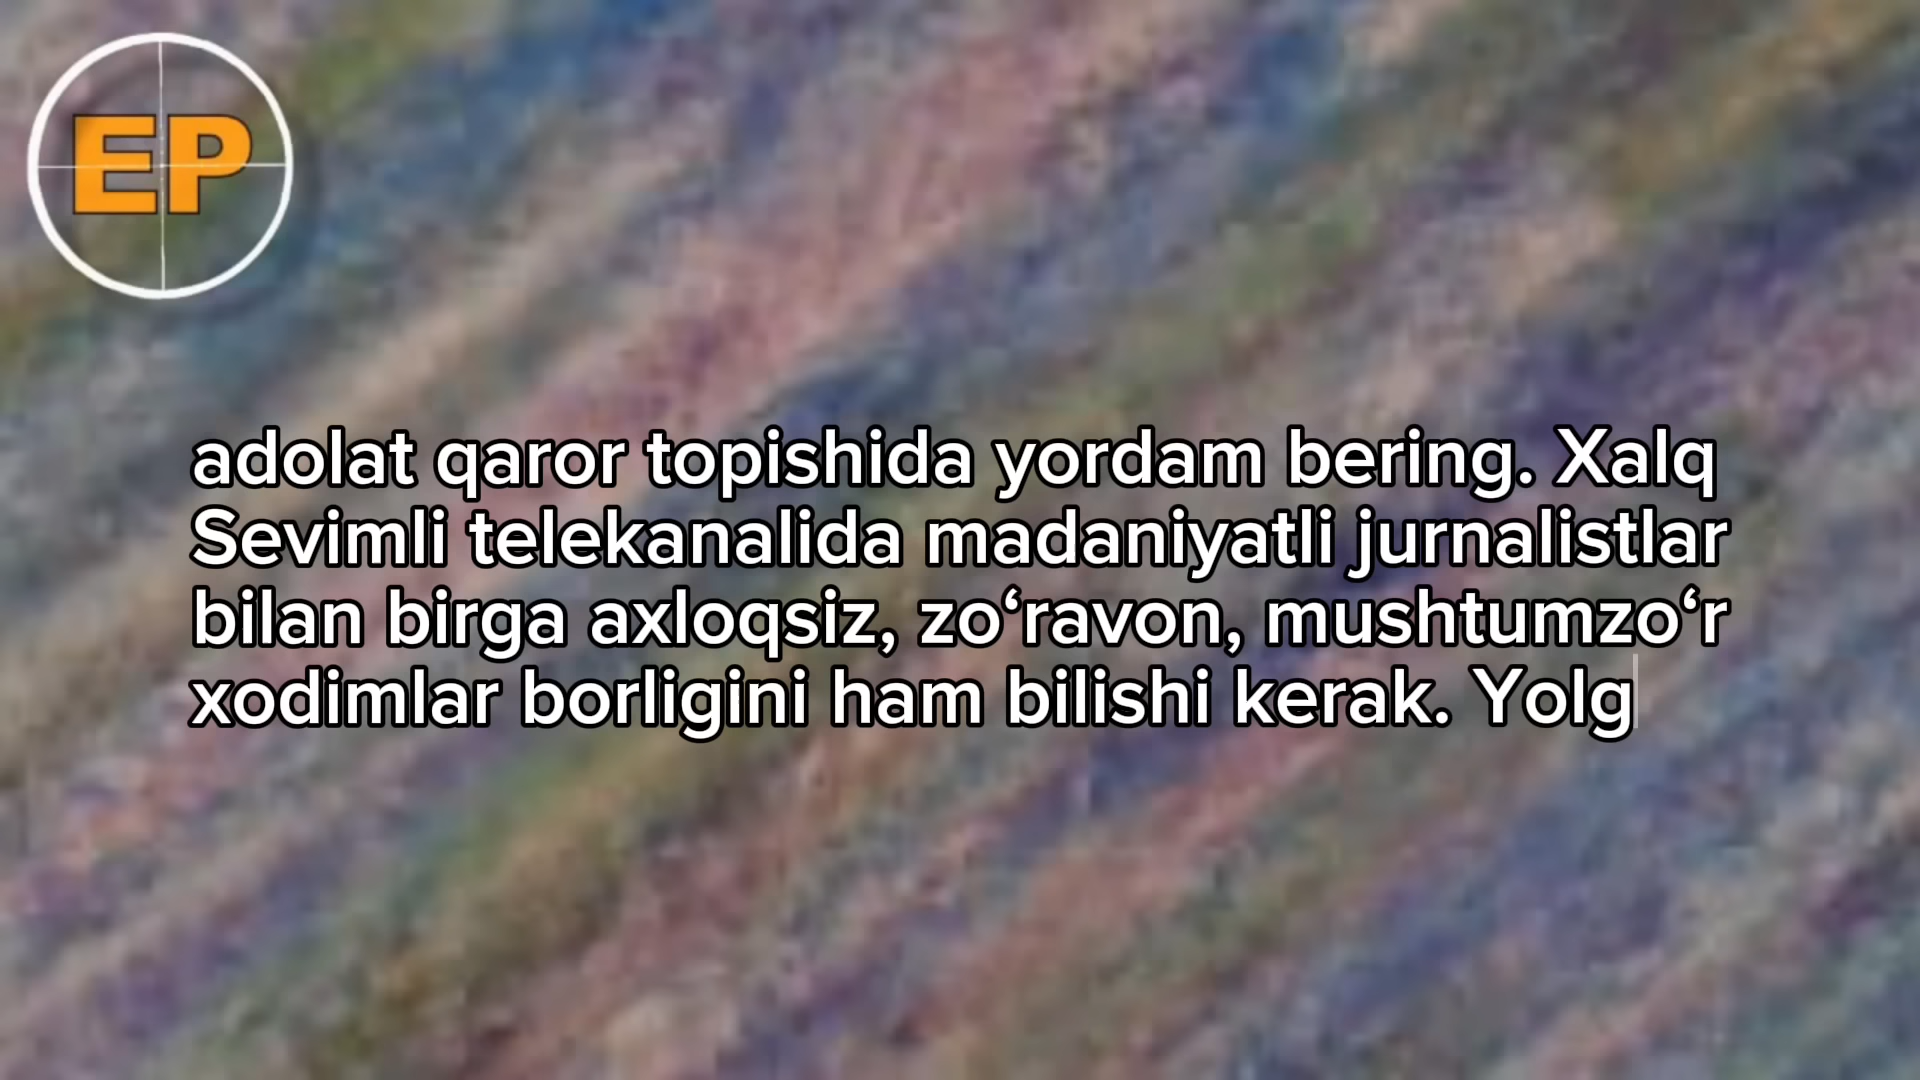 EP
adolat qaror topishida yordam bering. Xalq
Sevimli telekanalida madaniyatli jurnalistlar
bilan birga axloqsiz, zo‘ravon, mushtumzo‘r
xodimlar borligini ham bilishi kerak. Yolg